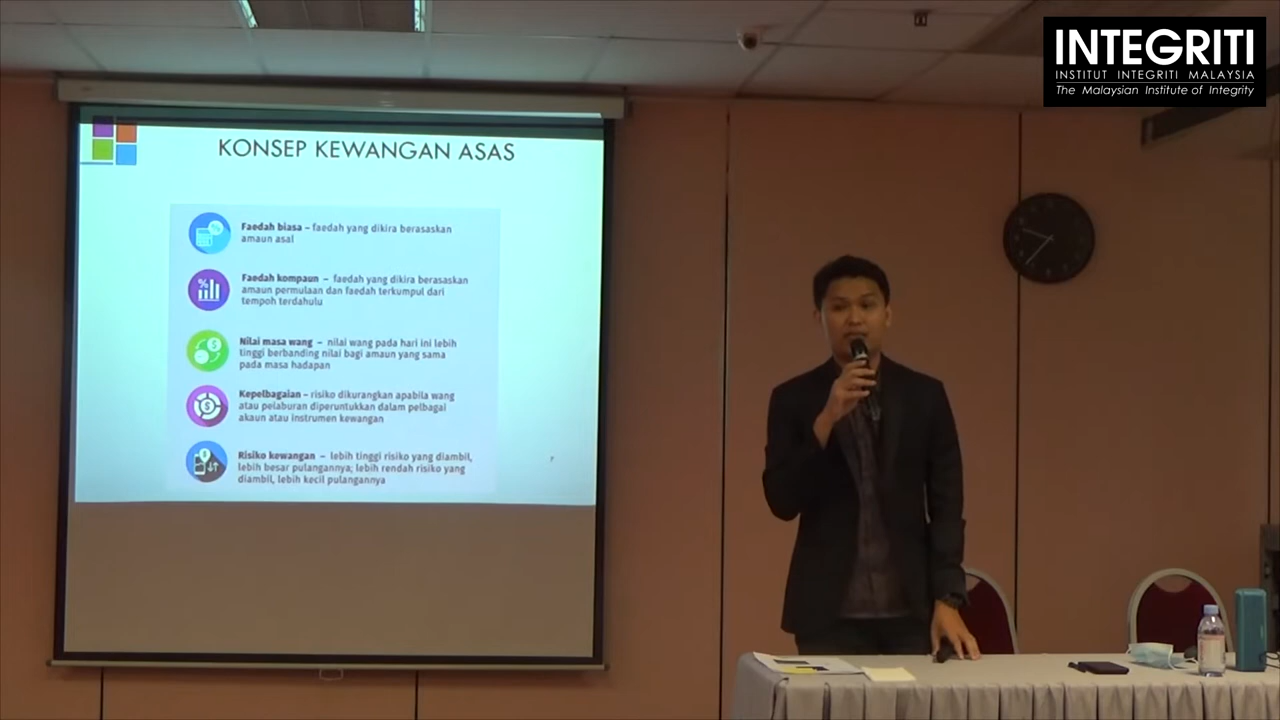 INTEGRITI
INSTITUT INTEGRITI MALAYSIA
The Malaysian Institute of Integrity
KONSEP KEWANGAN ASAS
Faedah biasa – faedah yang dikira berasaskan
amaun asal
Faedah kompaun – faedah yang dikira berasaskan
amaun permulaan dan faedah terkumpul dari
tempoh terdahulu
Nilai masa wang – nilai wang pada hari ini lebih
tinggi berbanding nilai bagi amaun yang sama
pada masa hadapan
Kepelbagaian – risiko dikurangkan apabila wang
atau pelaburan diperuntukkan dalam pelbagai
akaun atau instrumen kewangan
Risiko kewangan – lebih tinggi risiko yang diambil,
lebih besar pulangannya; lebih rendah risiko yang
diambil, lebih kecil pulangannya